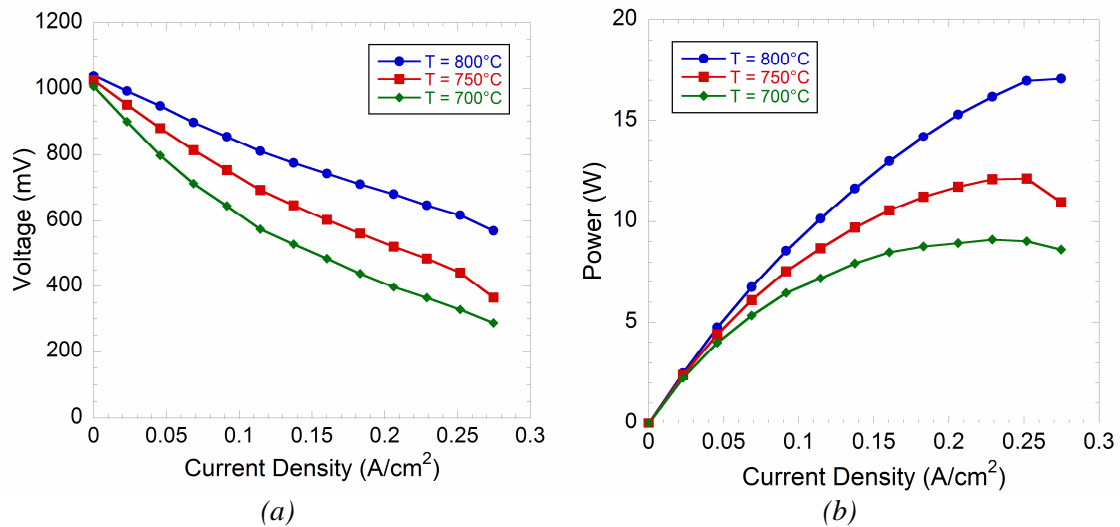 1200
1000
800
600
400
200
0
Voltage (mV)
T = 800°C
T = 750°C
T = 700°C
0 0.05 0.1 0.15 0.2 0.25 0.3
Current Density (A/cm²)
(a)
20
15
10
5
0
Power (W)
T = 800°C
T = 750°C
T = 700°C
0 0.05 0.1 0.15 0.2 0.25 0.3
Current Density (A/cm²)
(b)